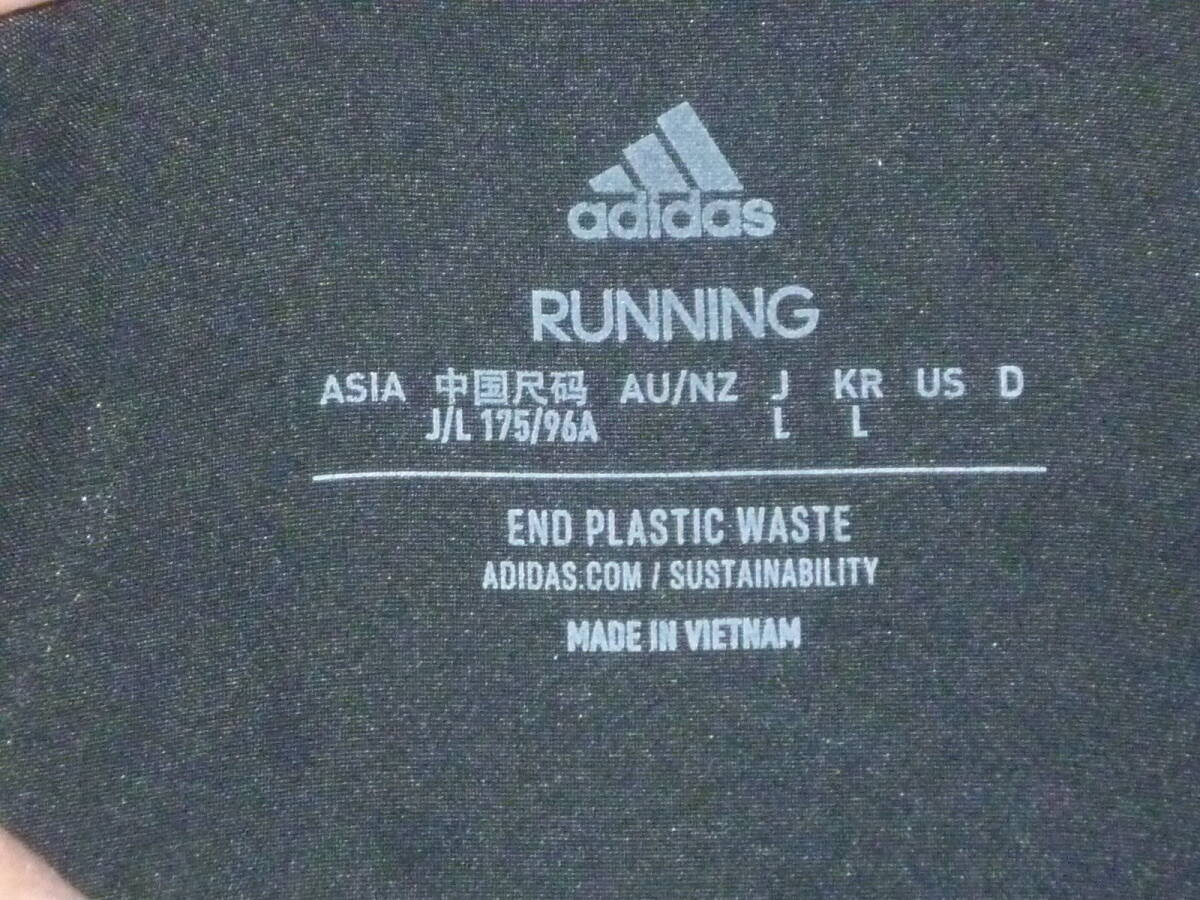 adidas
RUNNING
ASIA 中国尺码 AU/NZ J KR US D
J/L 175/96A L L
END PLASTIC WASTE
ADIDAS.COM / SUSTAINABILITY
MADE IN VIETNAM